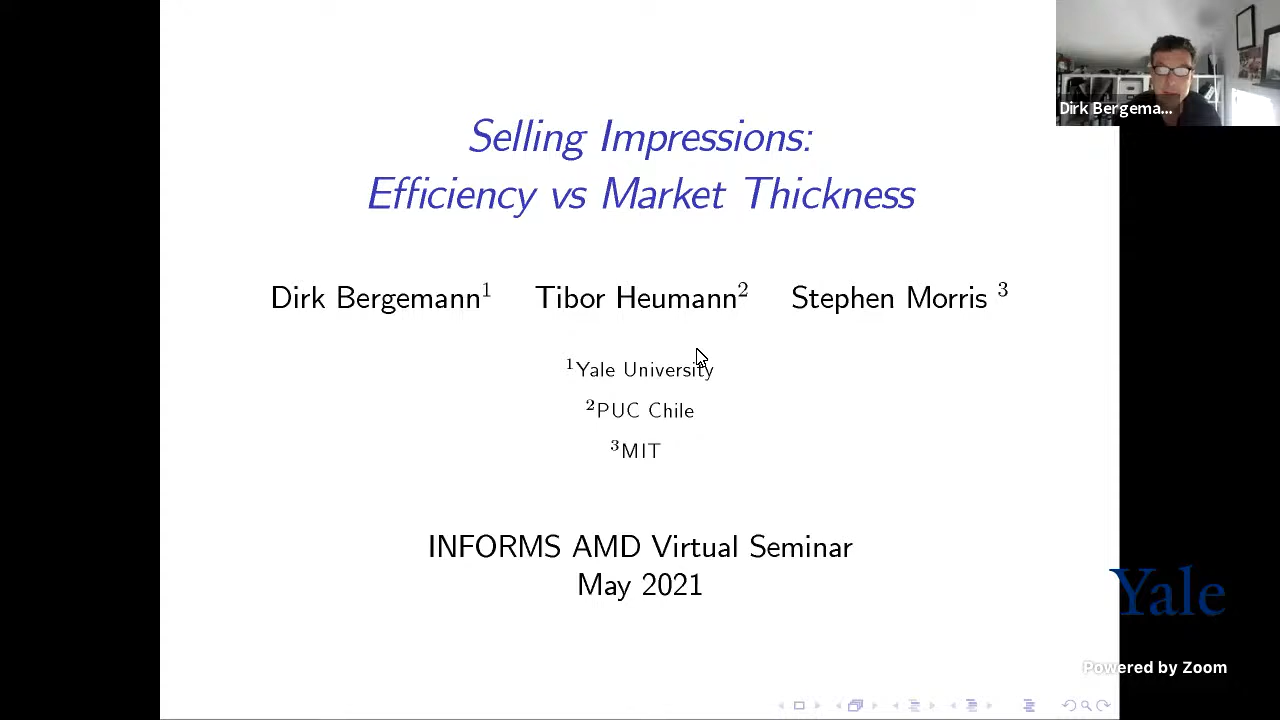 Selling Impressions:
Efficiency vs Market Thickness
Dirk Bergemann¹ Tibor Heumann² Stephen Morris ³
¹Yale University
²PUC Chile
³MIT
INFORMS AMD Virtual Seminar
May 2021
Dirk Bergema...
Yale
Powered by Zoom